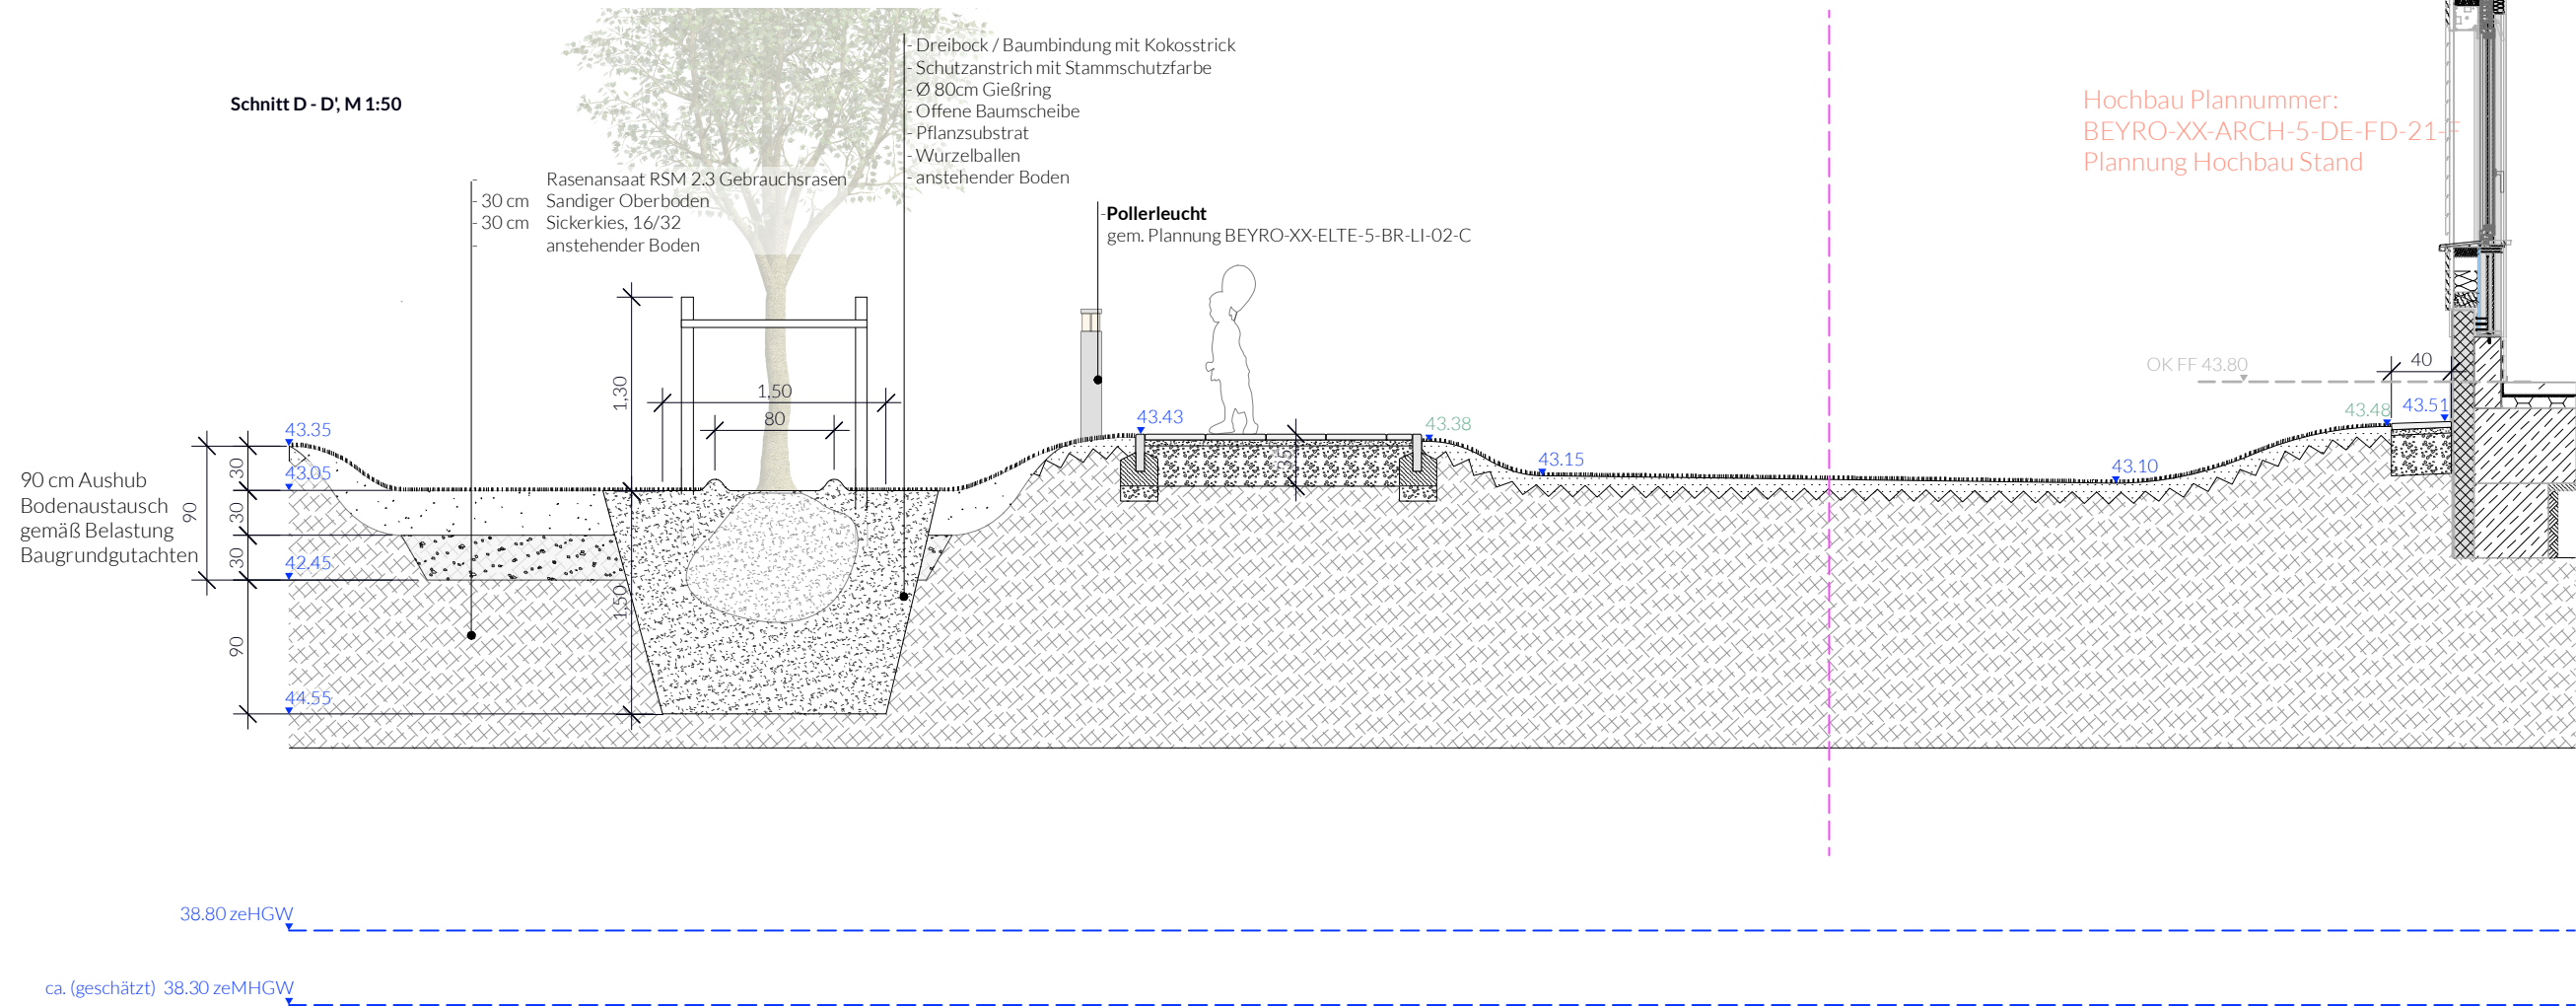 Schnitt D - D', M 1:50
- Dreibock / Baumbindung mit Kokosstrick
- Schutzanstrich mit Stammschutzfarbe
- Ø 80cm Gießring
- Offene Baumscheibe
- Pflanzsubstrat
- Wurzelballen
- anstehender Boden
- Rasenansaat RSM 2.3 Gebrauchsrasen
- 30 cm Sandiger Oberboden
- 30 cm Sickerkies, 16/32
- anstehender Boden
-Pollerleucht
gem. Plannung BEYRO-XX-ELTE-5-BR-LI-02-C
Hochbau Plannummer:
BEYRO-XX-ARCH-5-DE-FD-21-F
Plannung Hochbau Stand
OK FF 43.80
40
1,30
1,50
80
43.35
43.43
43.38
43.48
43.51
30
43.05
43.15
43.10
90 cm Aushub
Bodenaustausch
gemäß Belastung
Baugrundgutachten
90
30
30
42.45
1,50
90
44.55
38.80 zeHGW
ca. (geschätzt) 38.30 zeMHGW